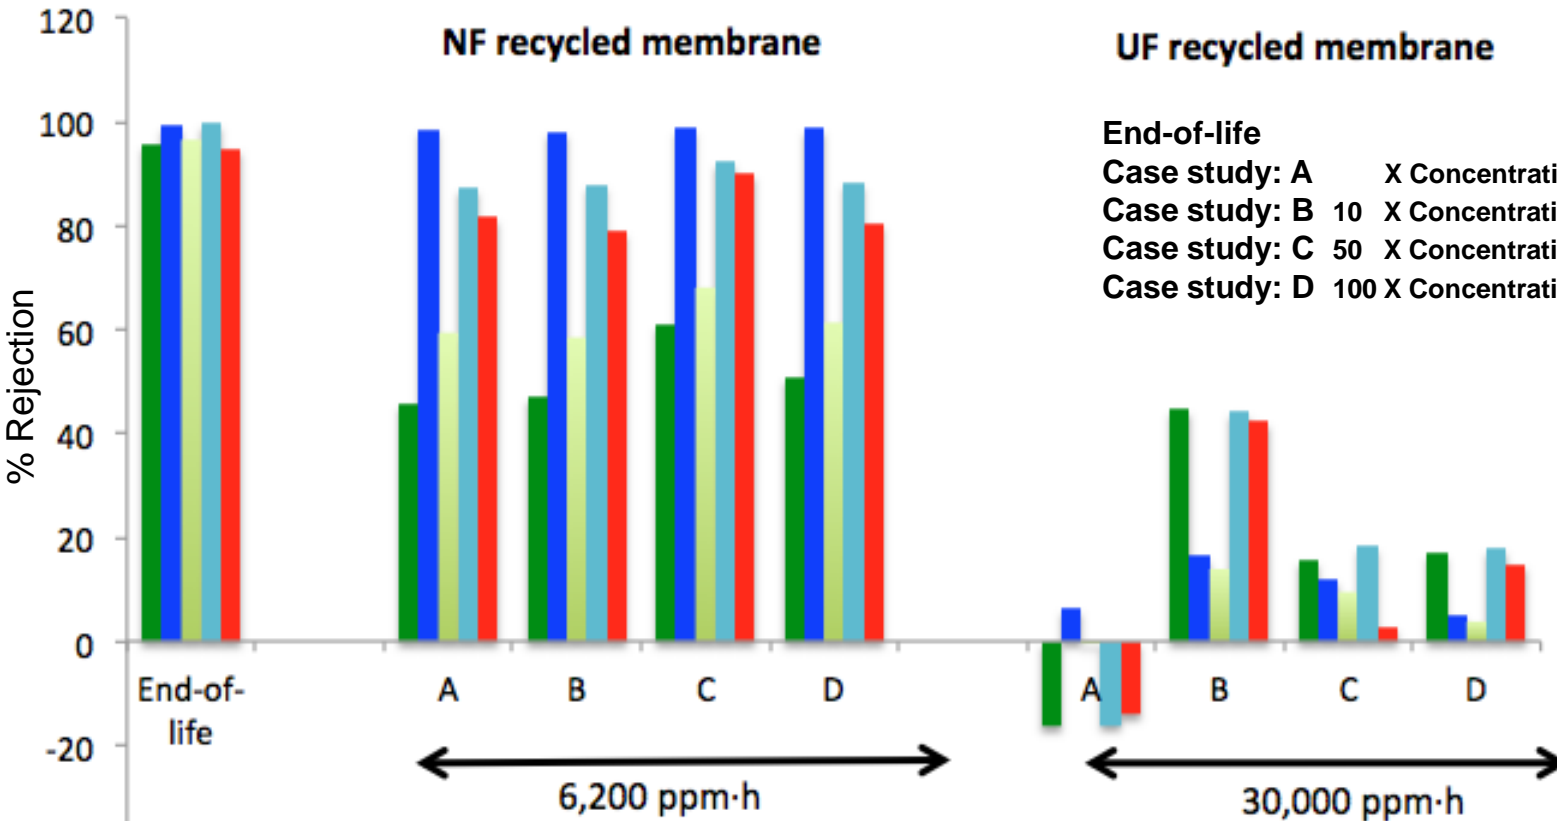 NF recycled membrane
UF recycled membrane
End-of-life
Case study: A X Concentrati
Case study: B 10 X Concentrati
Case study: C 50 X Concentrati
Case study: D 100 X Concentrati
% Rejection
120
100
80
60
40
20
0
-20
End-of-
life
A
B
C
D
A
B
C
D
6,200 ppm·h
30,000 ppm·h